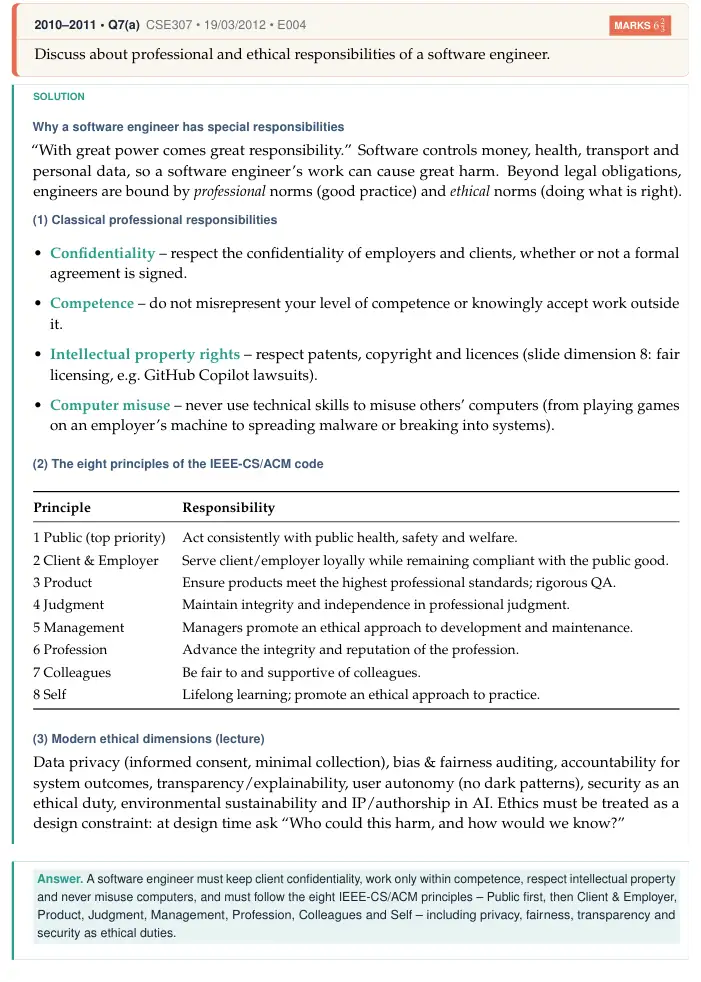 2010–2011 • Q7(a) CSE307 • 19/03/2012 • E004
MARKS 6 2/3
Discuss about professional and ethical responsibilities of a software engineer.
SOLUTION
Why a software engineer has special responsibilities
“With great power comes great responsibility.” Software controls money, health, transport and
personal data, so a software engineer’s work can cause great harm. Beyond legal obligations,
engineers are bound by professional norms (good practice) and ethical norms (doing what is right).
(1) Classical professional responsibilities
• Confidentiality – respect the confidentiality of employers and clients, whether or not a formal
agreement is signed.
• Competence – do not misrepresent your level of competence or knowingly accept work outside
it.
• Intellectual property rights – respect patents, copyright and licences (slide dimension 8: fair
licensing, e.g. GitHub Copilot lawsuits).
• Computer misuse – never use technical skills to misuse others’ computers (from playing games
on an employer’s machine to spreading malware or breaking into systems).
(2) The eight principles of the IEEE-CS/ACM code
Principle Responsibility
1 Public (top priority) Act consistently with public health, safety and welfare.
2 Client & Employer Serve client/employer loyally while remaining compliant with the public good.
3 Product Ensure products meet the highest professional standards; rigorous QA.
4 Judgment Maintain integrity and independence in professional judgment.
5 Management Managers promote an ethical approach to development and maintenance.
6 Profession Advance the integrity and reputation of the profession.
7 Colleagues Be fair to and supportive of colleagues.
8 Self Lifelong learning; promote an ethical approach to practice.
(3) Modern ethical dimensions (lecture)
Data privacy (informed consent, minimal collection), bias & fairness auditing, accountability for
system outcomes, transparency/explainability, user autonomy (no dark patterns), security as an
ethical duty, environmental sustainability and IP/authorship in AI. Ethics must be treated as a
design constraint: at design time ask “Who could this harm, and how would we know?”
Answer. A software engineer must keep client confidentiality, work only within competence, respect intellectual property
and never misuse computers, and must follow the eight IEEE-CS/ACM principles – Public first, then Client & Employer,
Product, Judgment, Management, Profession, Colleagues and Self – including privacy, fairness, transparency and
security as ethical duties.